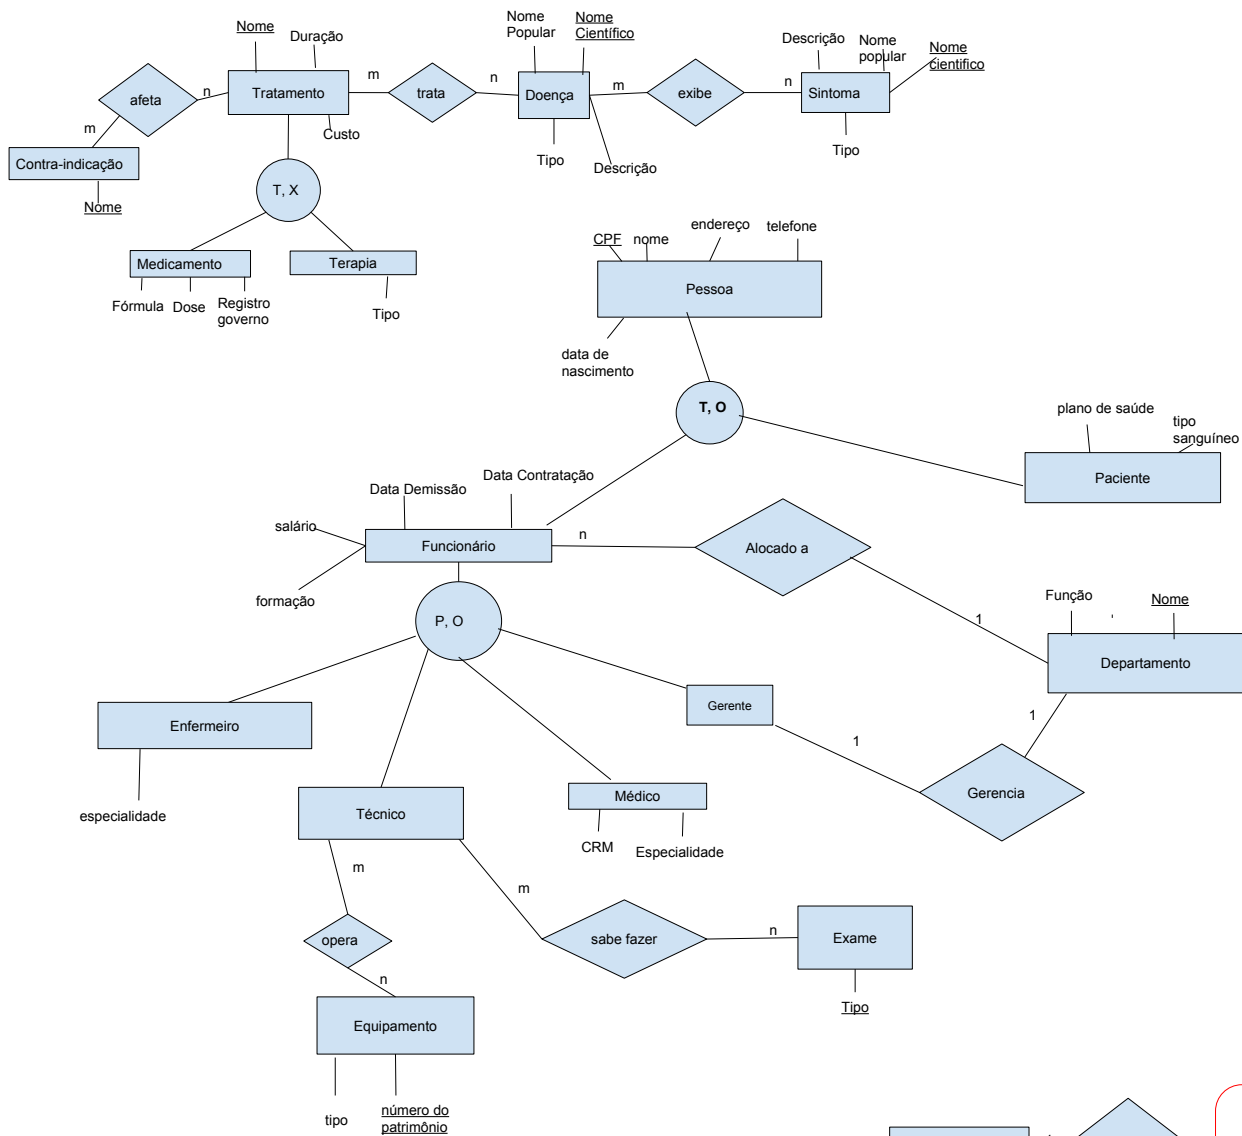 Nome
Duração
Nome
Popular
Nome
Científico
Descrição
Nome
popular
Nome
cientifico
afeta
n
Tratamento
m
trata
n
Doença
m
exibe
n
Sintoma
m
Custo
Contra-indicação
Tipo
Descrição
Tipo
Nome
T, X
Medicamento
Terapia
Fórmula
Dose
Registro
governo
Tipo
CPF
nome
endereço
telefone
Pessoa
data de
nascimento
T, O
plano de saúde
tipo
sanguíneo
Paciente
Data Demissão
Data Contratação
salário
Funcionário
n
Alocado a
formação
P, O
1
Função
Nome
Departamento
Enfermeiro
Gerente
1
1
Gerencia
especialidade
Técnico
Médico
CRM
Especialidade
m
m
opera
sabe fazer
n
Exame
n
Tipo
Equipamento
tipo
número do
patrimônio